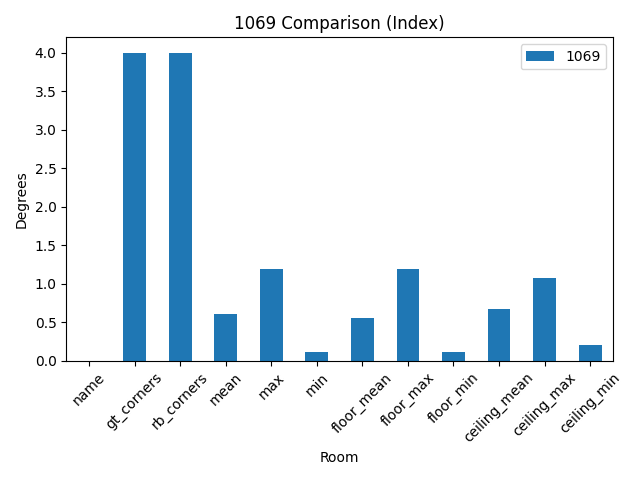 1069 Comparison (Index)
1069
Degrees
4.0
3.5
3.0
2.5
2.0
1.5
1.0
0.5
0.0
name
gt_corners
rb_corners
mean
max
min
floor_mean
floor_max
floor_min
ceiling_mean
ceiling_max
ceiling_min
Room